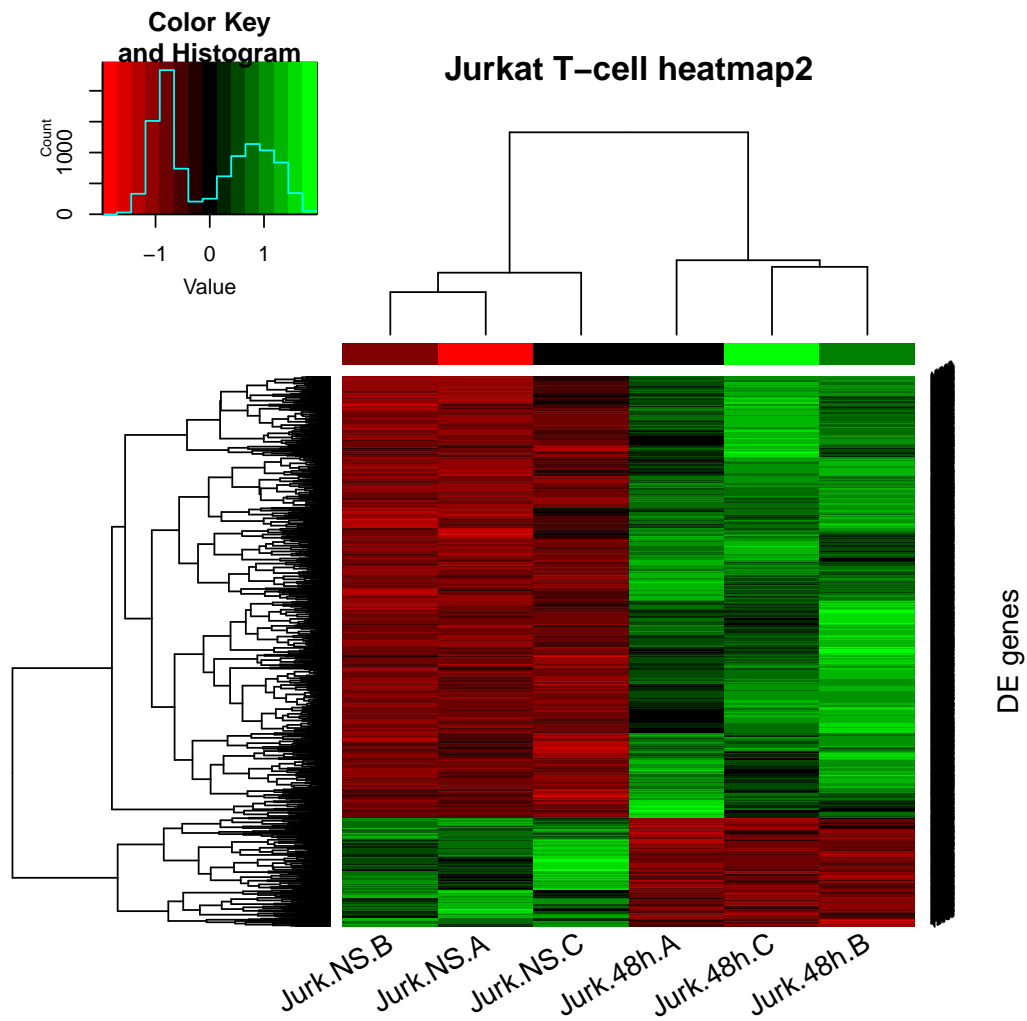 Color Key
and Histogram
Jurkat T−cell heatmap2
Count
0
1000
−1
0
1
Value
DE genes
Jurk.NS.B
Jurk.NS.A
Jurk.NS.C
Jurk.48h.A
Jurk.48h.C
Jurk.48h.B